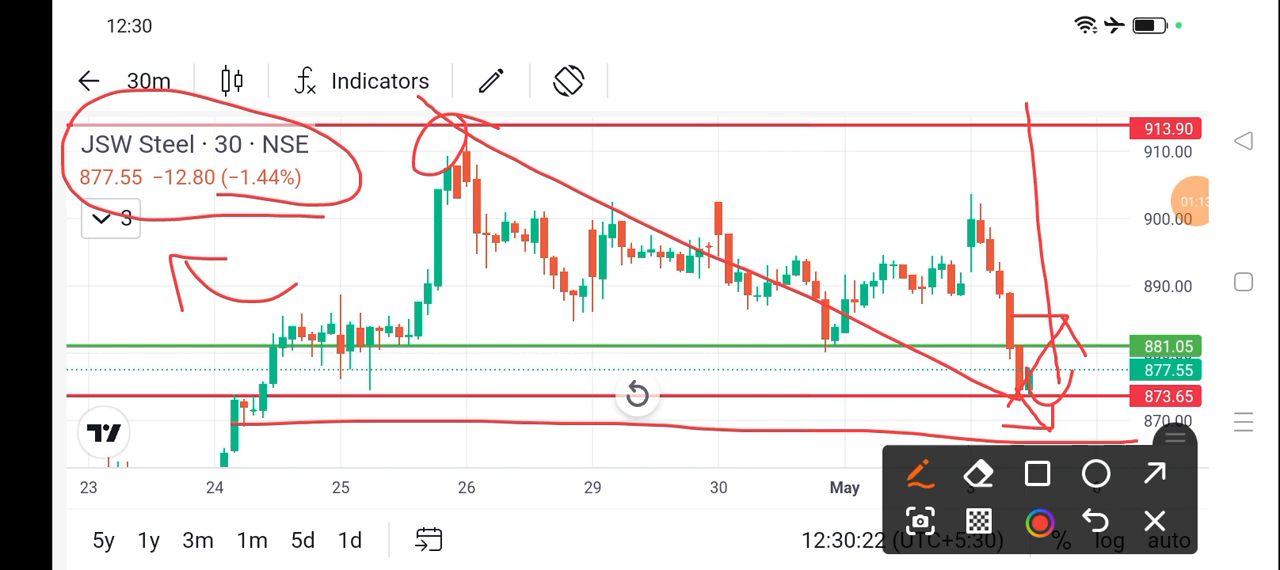 12:30
30m
Indicators
JSW Steel · 30 · NSE
877.55 −12.80 (−1.44%)
3
913.90
910.00
900.00
890.00
881.05
877.55
873.65
870.00
01:13
23 24 25 26 29 30 May
5y 1y 3m 1m 5d 1d
12:30:22 (UTC+5:30) % log auto